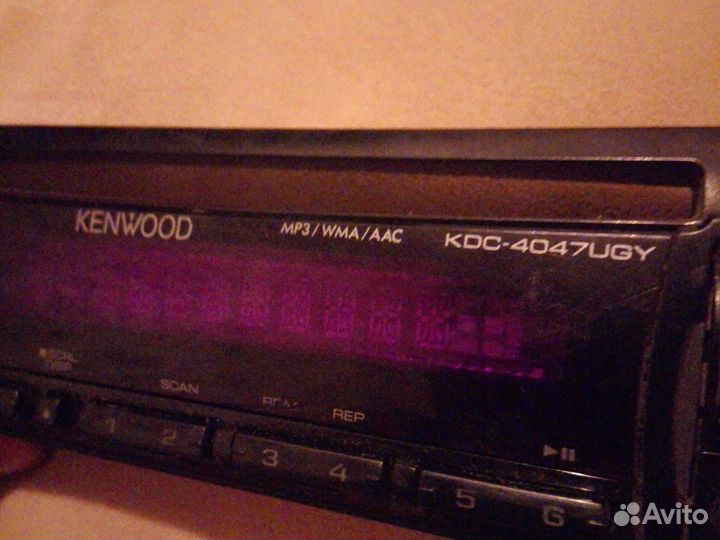 KENWOOD
MP3/WMA/AAC
KDC-4047UGY
SCAN
REP
1 2 3 4 5 6
Avito